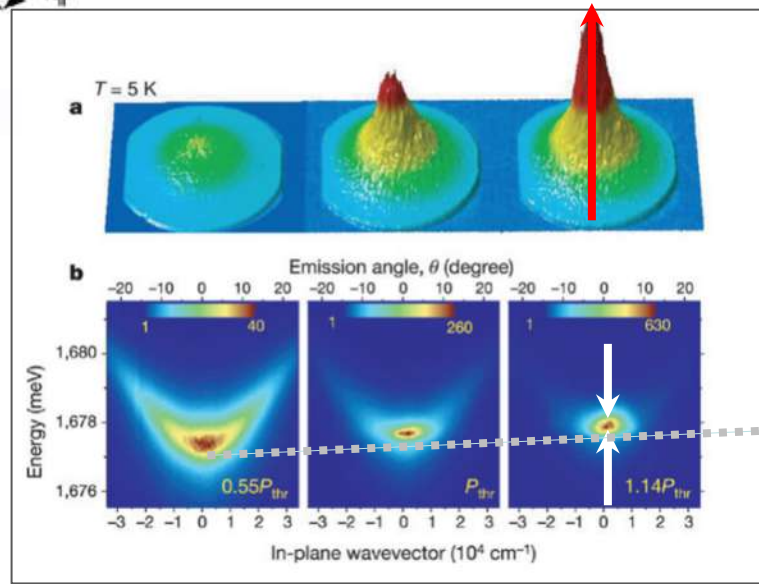 T = 5 K
a
b
Emission angle, θ (degree)
−20 −10 0 10 20 −20 −10 0 10 20 −20 −10 0 10 20
1 40 1 260 1 630
Energy (meV)
1,680
1,678
1,676
0.55Pthr Pthr 1.14Pthr
−3 −2 −1 0 1 2 3 −3 −2 −1 0 1 2 3 −3 −2 −1 0 1 2 3
In-plane wavevector (10⁴ cm⁻¹)